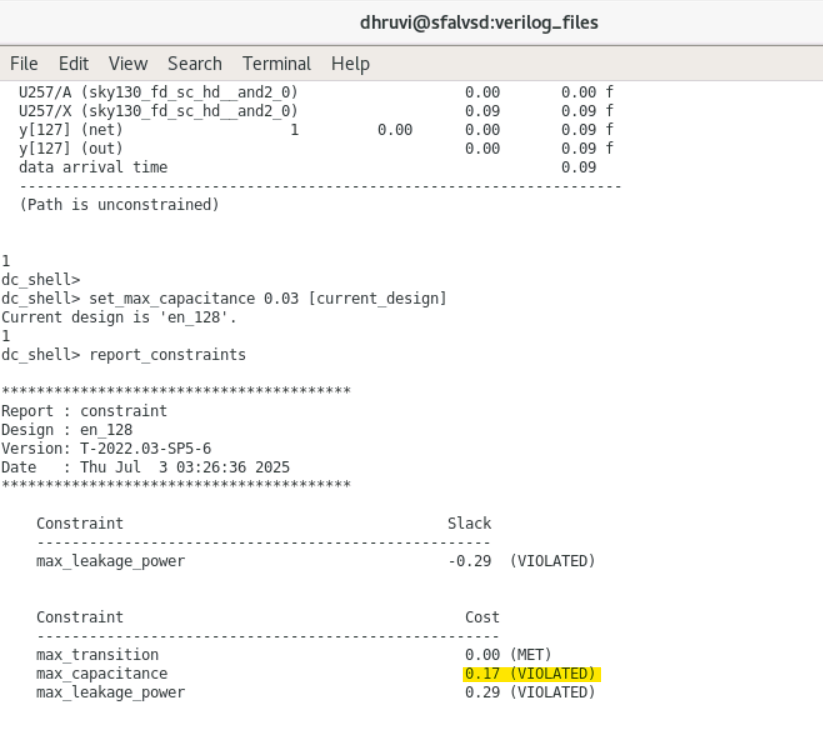 dhruvi@sfalvsd:verilog_files
File Edit View Search Terminal Help
U257/A (sky130_fd_sc_hd__and2_0) 0.00 0.00 f
U257/X (sky130_fd_sc_hd__and2_0) 0.09 0.09 f
y[127] (net) 1 0.00 0.00 0.09 f
y[127] (out) 0.00 0.09 f
data arrival time 0.09
--------------------------------------------------------------------
(Path is unconstrained)
1
dc_shell>
dc_shell> set_max_capacitance 0.03 [current_design]
Current design is 'en_128'.
1
dc_shell> report_constraints
****************************************
Report : constraint
Design : en_128
Version: T-2022.03-SP5-6
Date : Thu Jul 3 03:26:36 2025
****************************************
Constraint Slack
----------------------------------------------------
max_leakage_power -0.29 (VIOLATED)
Constraint Cost
-----------------------------------------------------
max_transition 0.00 (MET)
max_capacitance 0.17 (VIOLATED)
max_leakage_power 0.29 (VIOLATED)